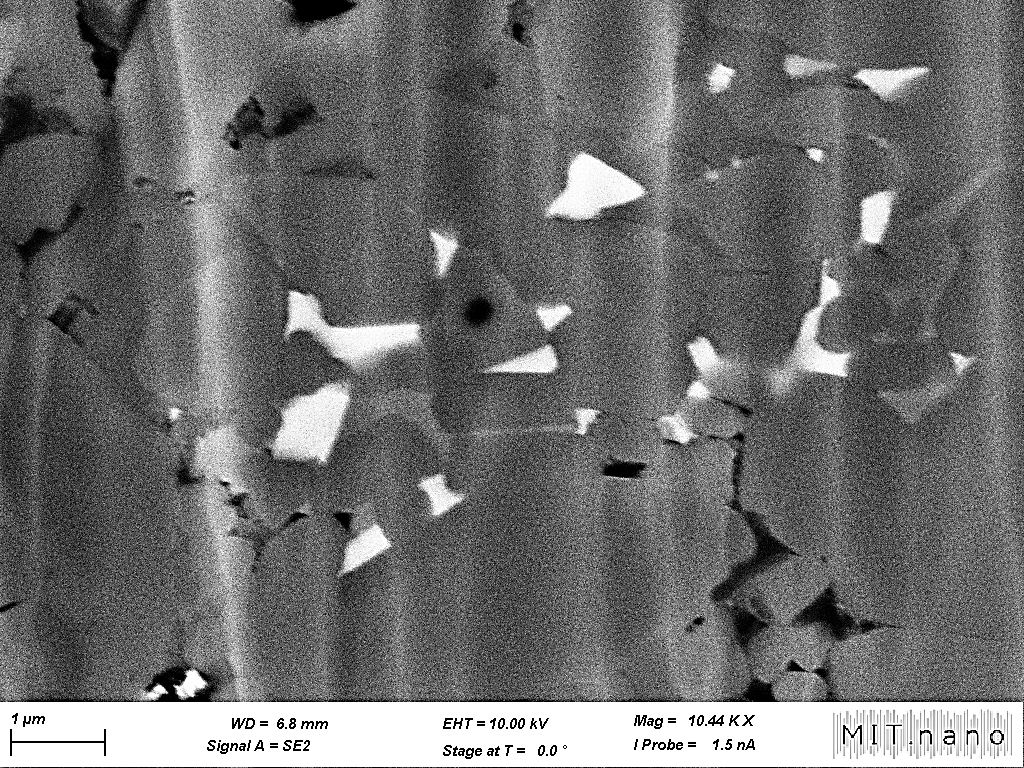 1 µm
WD = 6.8 mm
Signal A = SE2
EHT = 10.00 kV
Stage at T = 0.0 °
Mag = 10.44 K X
I Probe = 1.5 nA
MIT.nano